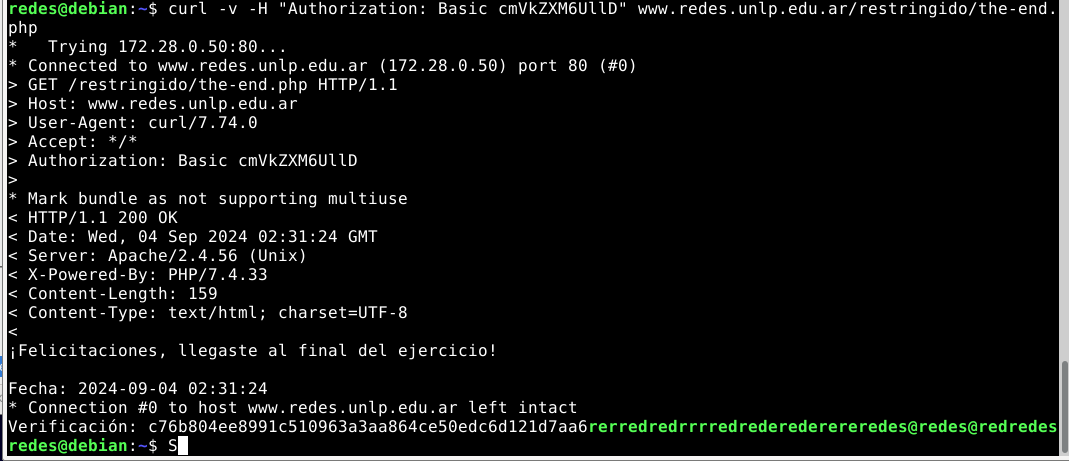 redes@debian:~$ curl -v -H "Authorization: Basic cmVkZXM6UllD" www.redes.unlp.edu.ar/restringido/the-end.
php
*   Trying 172.28.0.50:80...
* Connected to www.redes.unlp.edu.ar (172.28.0.50) port 80 (#0)
> GET /restringido/the-end.php HTTP/1.1
> Host: www.redes.unlp.edu.ar
> User-Agent: curl/7.74.0
> Accept: */*
> Authorization: Basic cmVkZXM6UllD
>
* Mark bundle as not supporting multiuse
< HTTP/1.1 200 OK
< Date: Wed, 04 Sep 2024 02:31:24 GMT
< Server: Apache/2.4.56 (Unix)
< X-Powered-By: PHP/7.4.33
< Content-Length: 159
< Content-Type: text/html; charset=UTF-8
<
¡Felicitaciones, llegaste al final del ejercicio!
Fecha: 2024-09-04 02:31:24
* Connection #0 to host www.redes.unlp.edu.ar left intact
Verificación: c76b804ee8991c510963a3aa864ce50edc6d121d7aa6rerredredrrrredrederederereredes@redes@redredes
redes@debian:~$ S